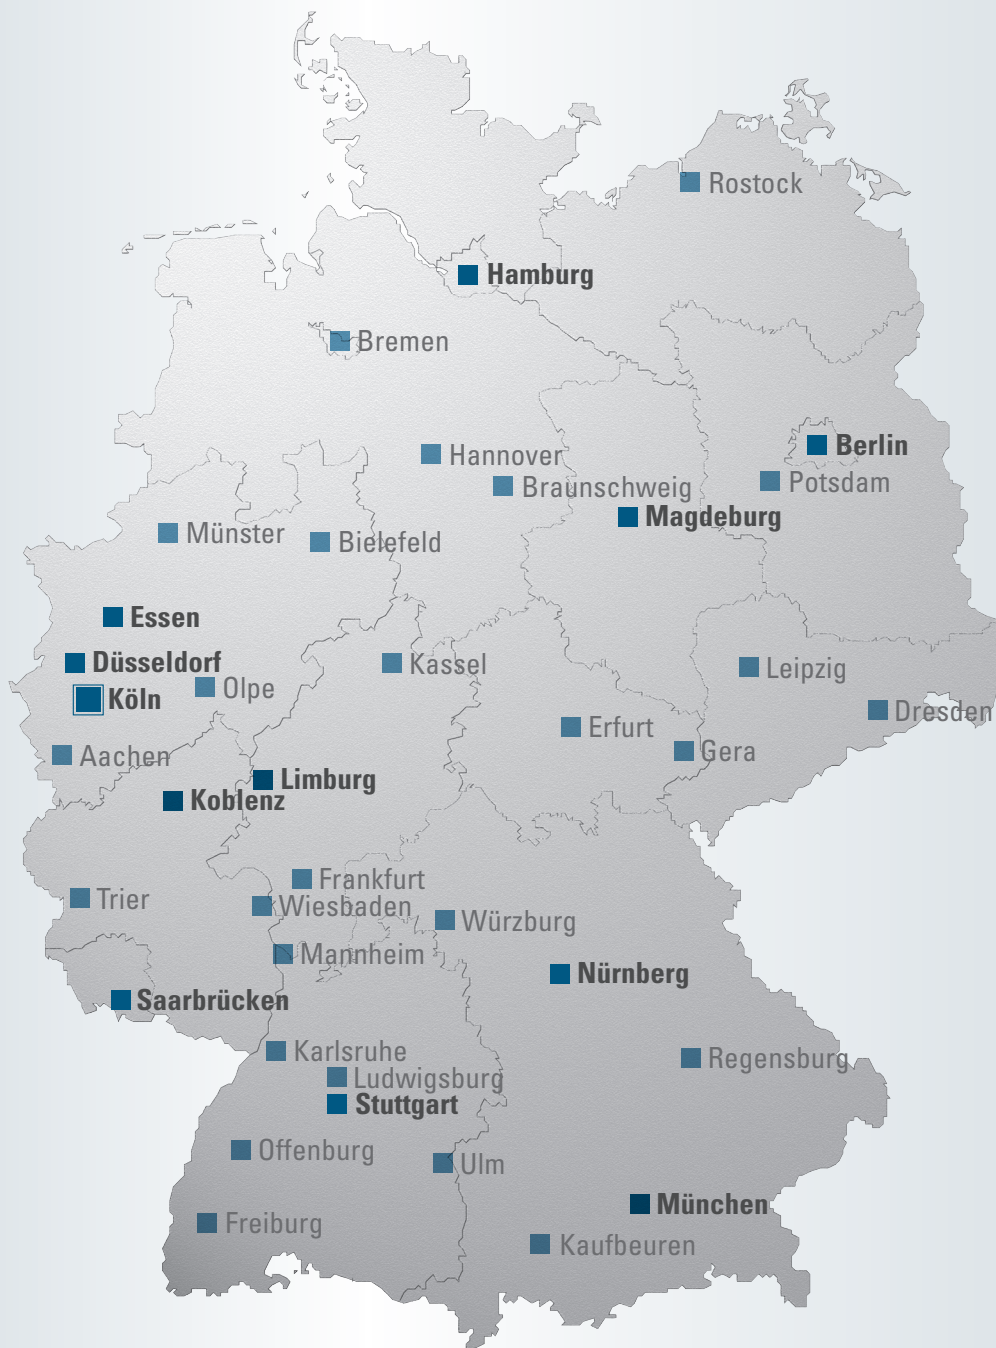 Rostock
Hamburg
Bremen
Berlin
Hannover
Potsdam
Braunschweig
Magdeburg
Münster
Bielefeld
Essen
Düsseldorf
Kassel
Leipzig
Olpe
Köln
Dresden
Erfurt
Gera
Aachen
Limburg
Koblenz
Frankfurt
Trier
Wiesbaden
Würzburg
Mannheim
Nürnberg
Saarbrücken
Karlsruhe
Regensburg
Ludwigsburg
Stuttgart
Offenburg
Ulm
München
Freiburg
Kaufbeuren